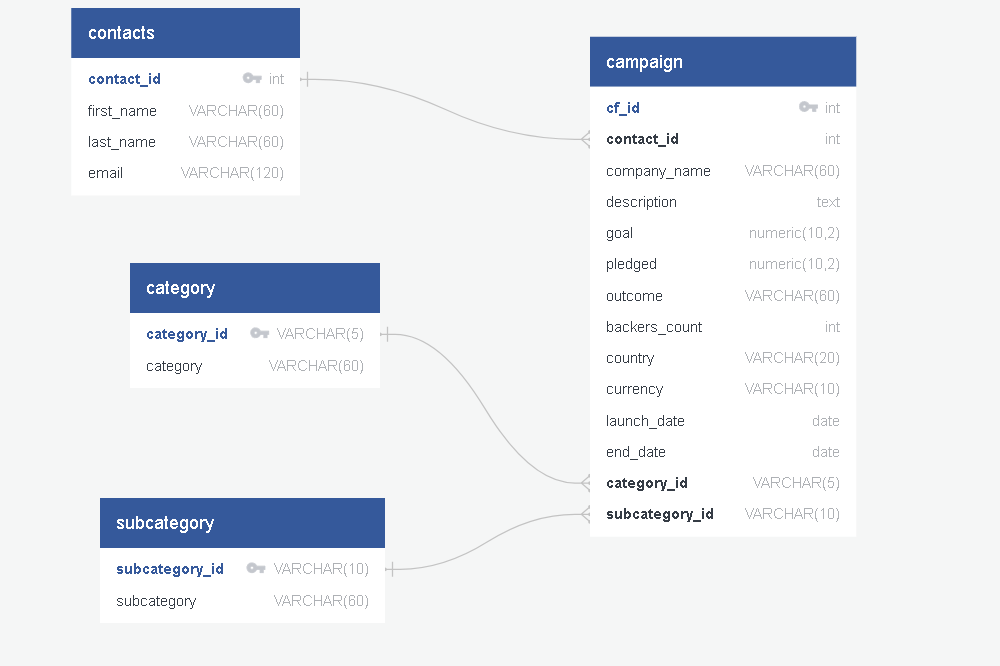 contacts
contact_id int
first_name VARCHAR(60)
last_name VARCHAR(60)
email VARCHAR(120)
campaign
cf_id int
contact_id int
company_name VARCHAR(60)
description text
goal numeric(10,2)
pledged numeric(10,2)
outcome VARCHAR(60)
backers_count int
country VARCHAR(20)
currency VARCHAR(10)
launch_date date
end_date date
category_id VARCHAR(5)
subcategory_id VARCHAR(10)
category
category_id VARCHAR(5)
category VARCHAR(60)
subcategory
subcategory_id VARCHAR(10)
subcategory VARCHAR(60)